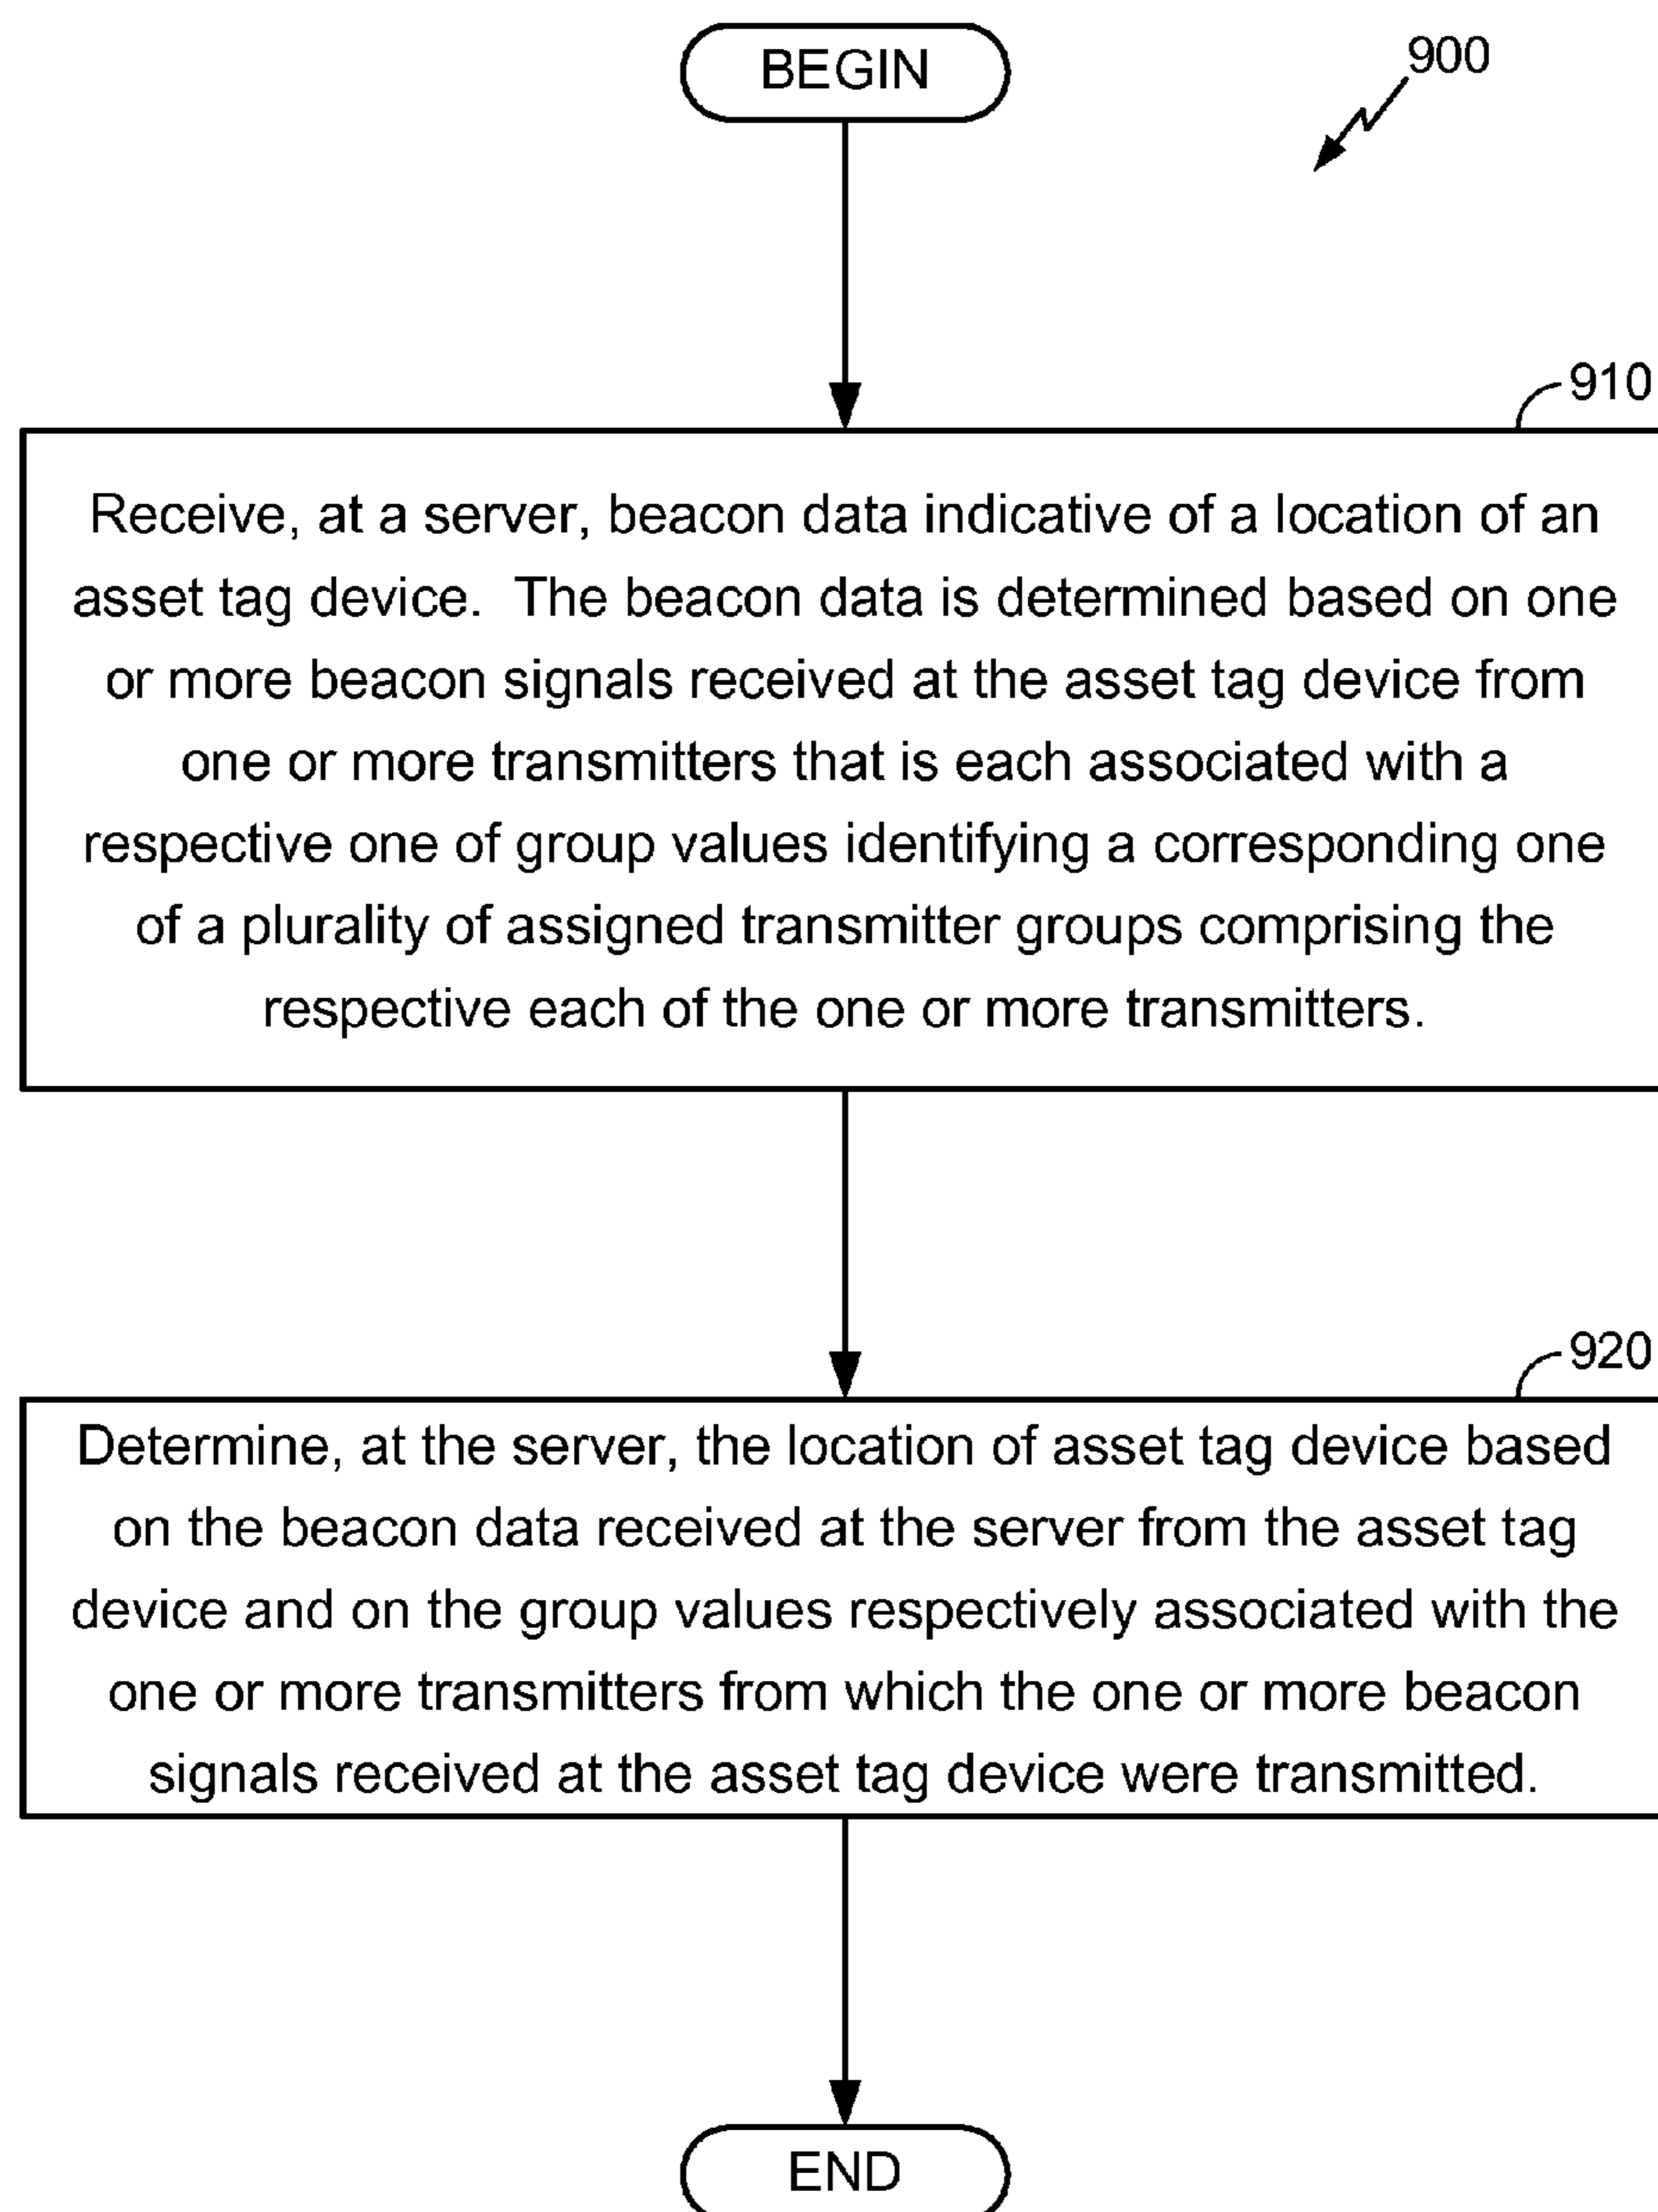 BEGIN
900
910
Receive, at a server, beacon data indicative of a location of an
asset tag device.  The beacon data is determined based on one
or more beacon signals received at the asset tag device from
one or more transmitters that is each associated with a
respective one of group values identifying a corresponding one
of a plurality of assigned transmitter groups comprising the
respective each of the one or more transmitters.
920
Determine, at the server, the location of asset tag device based
on the beacon data received at the server from the asset tag
device and on the group values respectively associated with the
one or more transmitters from which the one or more beacon
signals received at the asset tag device were transmitted.
END